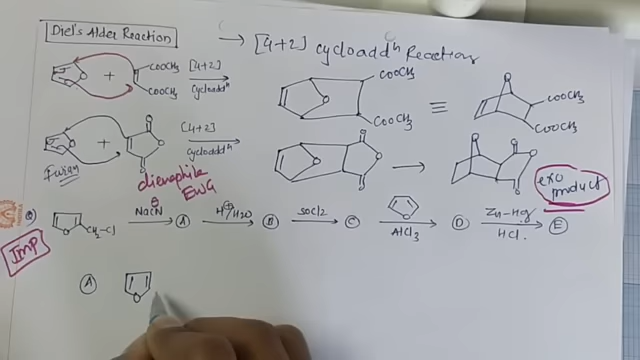 Diel's Alder Reaction → [4+2] cycloaddⁿ Reaction
+ COOCH₃ COOCH₃ [4+2] cycloaddⁿ COOCH₃ COOCH₃ ≡ O COOCH₃ COOCH₃
Furan + O O O [4+2] cycloaddⁿ O O O → O O O exo product
dienophile
EWG
Q) O CH₂-Cl NaCN → A H⊕/H₂O → B SOCl₂ → C O AlCl₃ → D Zn-Hg HCl → E
IMP
A O